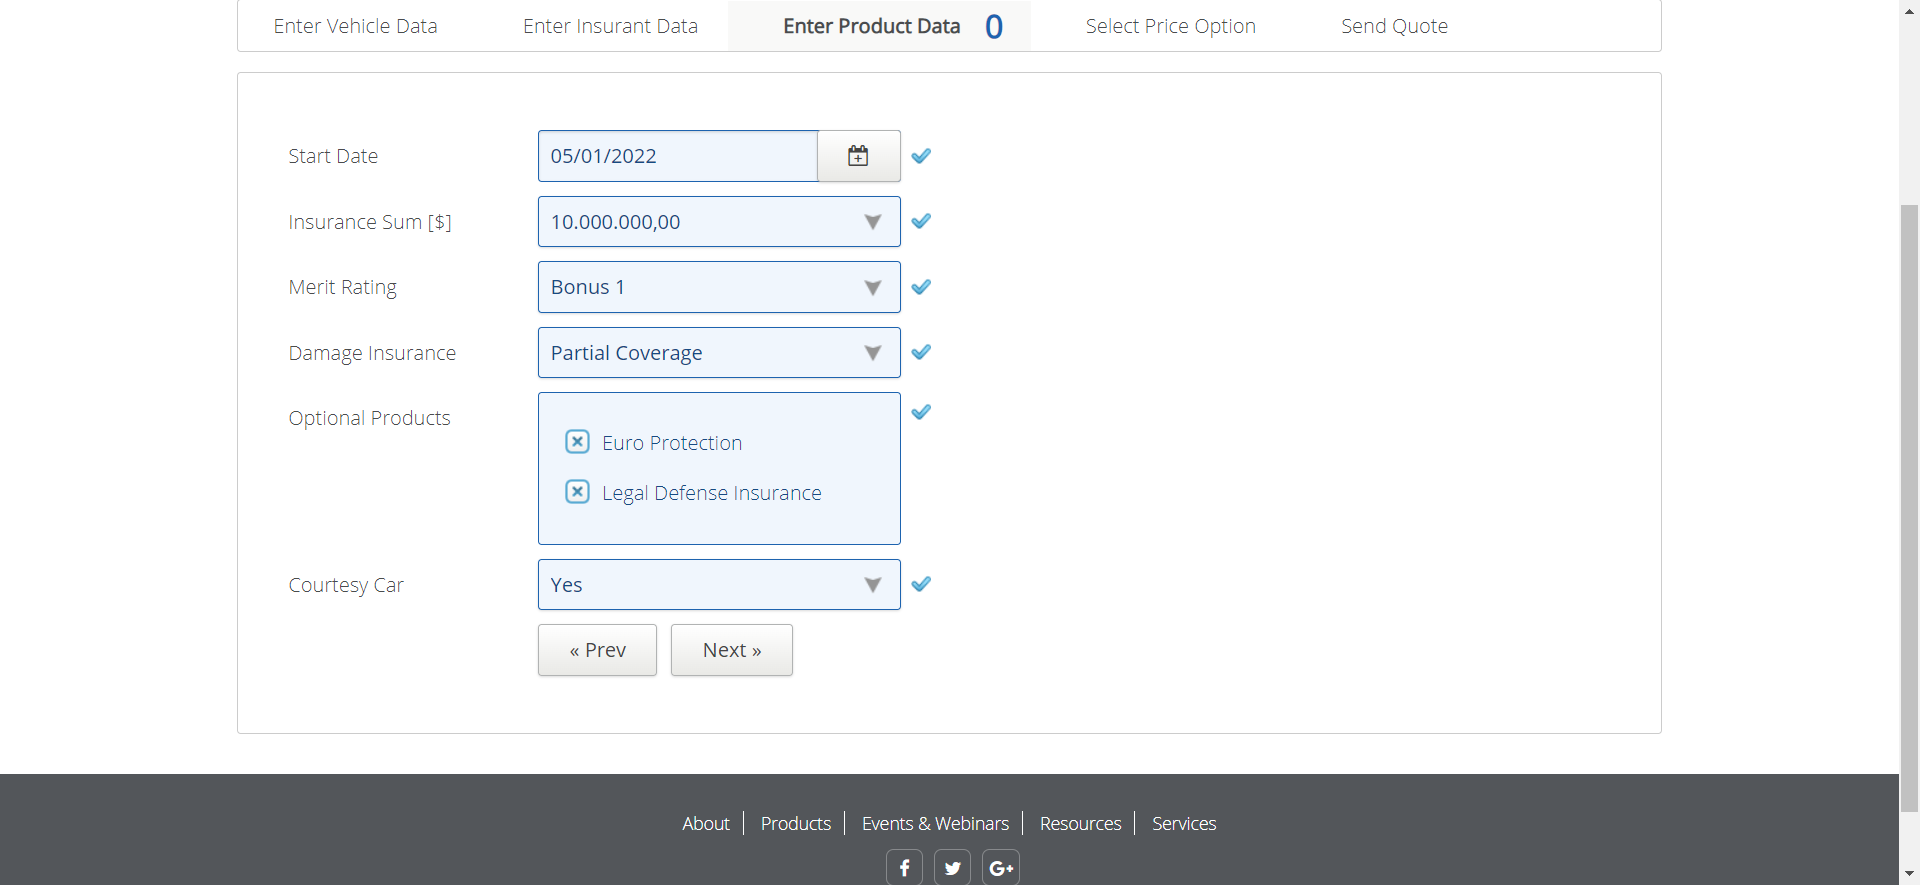 Enter Vehicle Data Enter Insurant Data Enter Product Data 0 Select Price Option Send Quote
Start Date 05/01/2022
Insurance Sum [$] 10.000.000,00
Merit Rating Bonus 1
Damage Insurance Partial Coverage
Optional Products
Euro Protection
Legal Defense Insurance
Courtesy Car Yes
« Prev Next »
About Products Events & Webinars Resources Services
f G+